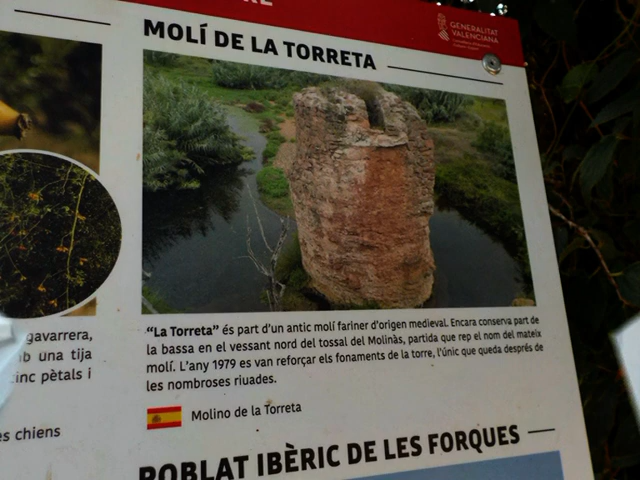 GENERALITAT
VALENCIANA
MOLÍ DE LA TORRETA
gavarrera,
una tija
cinc pètals i
es chiens
“La Torreta” és part d'un antic molí fariner d'origen medieval. Encara conserva part de
la bassa en el vessant nord del tossal del Molinàs, partida que rep el nom del mateix
molí. L'any 1979 es van reforçar els fonaments de la torre, l'únic que queda després de
les nombroses riuades.
Molino de la Torreta
POBLAT IBÈRIC DE LES FORQUES